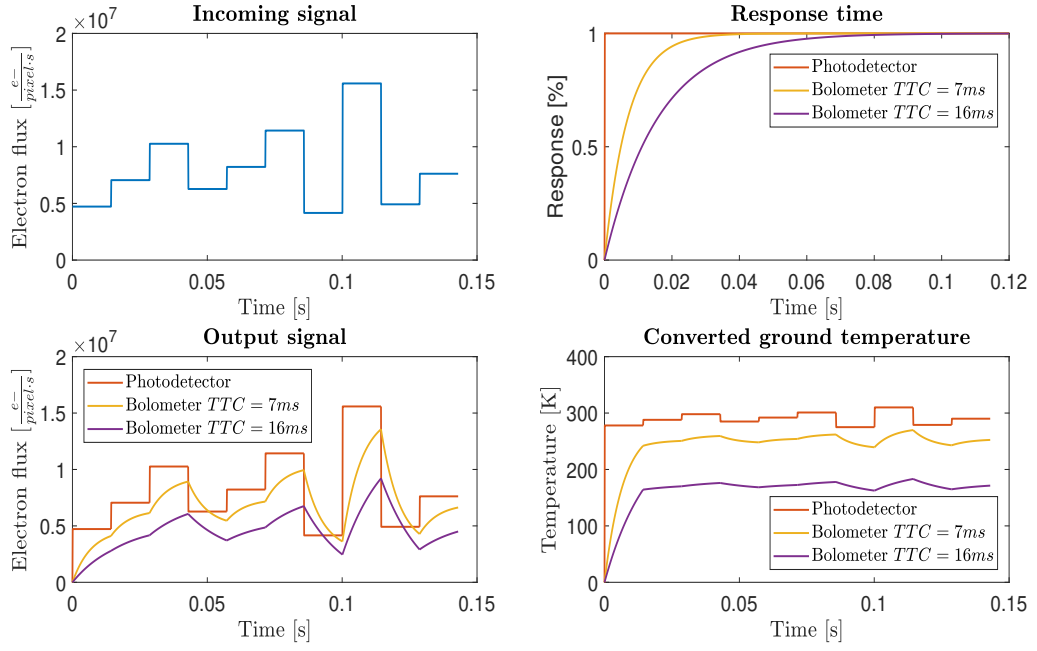 Incoming signal
×10⁷
2
1.5
1
0.5
0
Electron flux [e−/pixel·s]
0 0.05 0.1 0.15
Time [s]
Response time
1
0.5
0
Response [%]
Photodetector
Bolometer TTC = 7ms
Bolometer TTC = 16ms
0 0.02 0.04 0.06 0.08 0.1 0.12
Time [s]
Output signal
×10⁷
2
1.5
1
0.5
0
Electron flux [e−/pixel·s]
Photodetector
Bolometer TTC = 7ms
Bolometer TTC = 16ms
0 0.05 0.1 0.15
Time [s]
Converted ground temperature
400
300
200
100
0
Temperature [K]
Photodetector
Bolometer TTC = 7ms
Bolometer TTC = 16ms
0 0.05 0.1 0.15
Time [s]